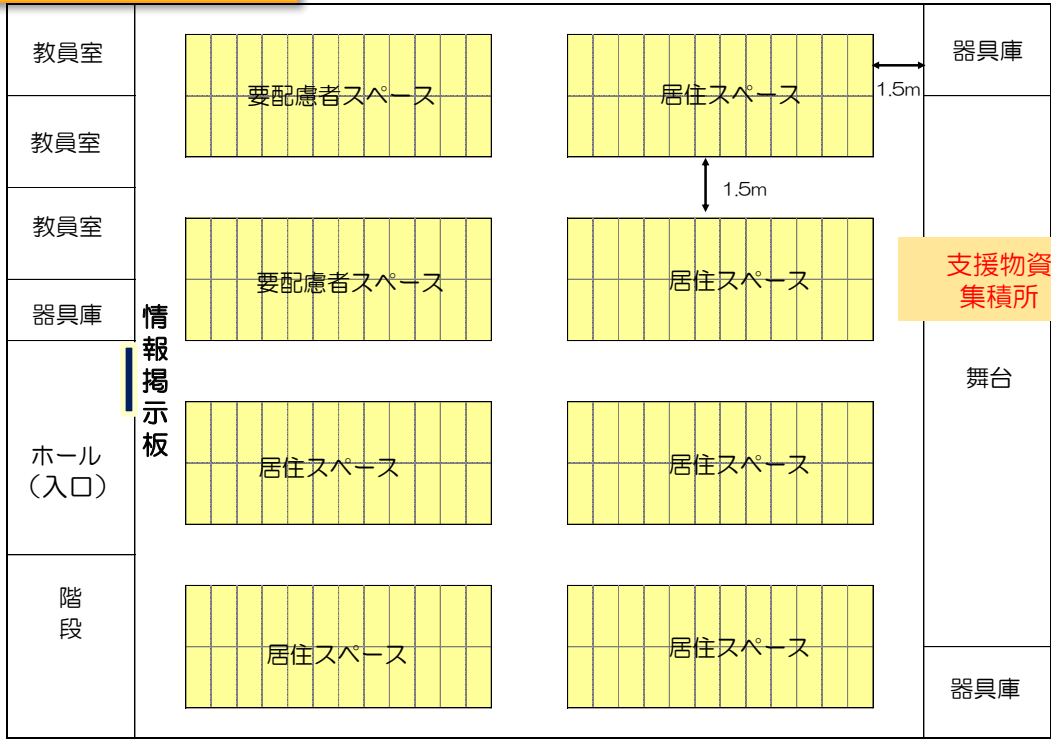 教員室
教員室
教員室
器具庫
ホール
（入口）
階
段
情
報
掲
示
板
要配慮者スペース
居住スペース
1.5m
器具庫
1.5m
要配慮者スペース
居住スペース
支援物資
集積所
舞台
居住スペース
居住スペース
居住スペース
居住スペース
器具庫